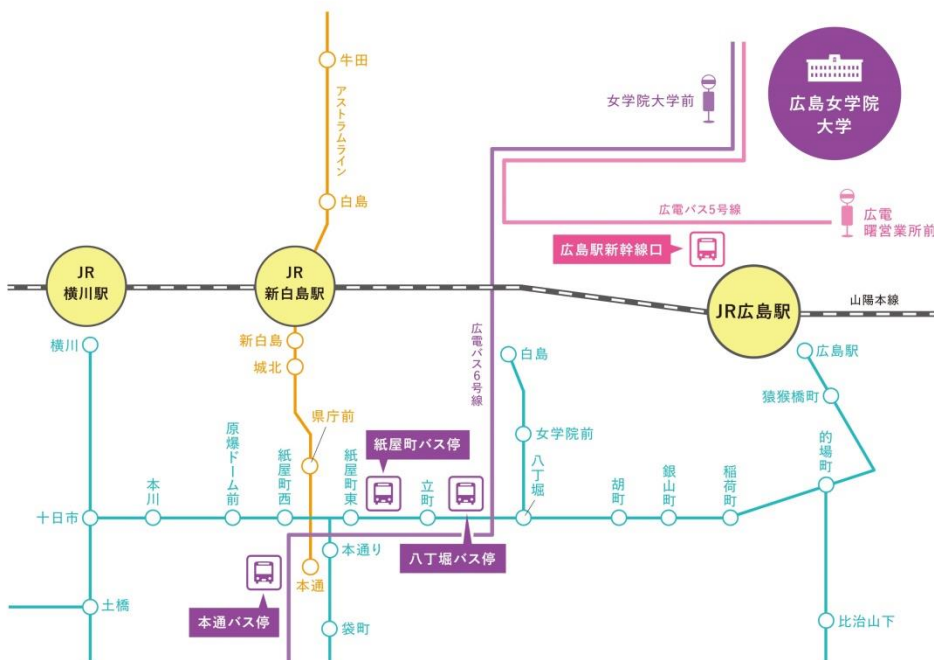 牛田
アストラムライン
女学院大学前
広島女学院
大学
白島
広電バス5号線
広電
曙営業所前
広島駅新幹線口
JR
横川駅
JR
新白島駅
JR広島駅
山陽本線
横川
新白島
城北
広電バス6号線
白島
広島駅
猿猴橋町
県庁前
女学院前
紙屋町バス停
的場町
十日市
本川
原爆ドーム前
紙屋町西
紙屋町東
立町
八丁堀
胡町
銀山町
稲荷町
本通り
八丁堀バス停
本通
本通バス停
土橋
袋町
比治山下